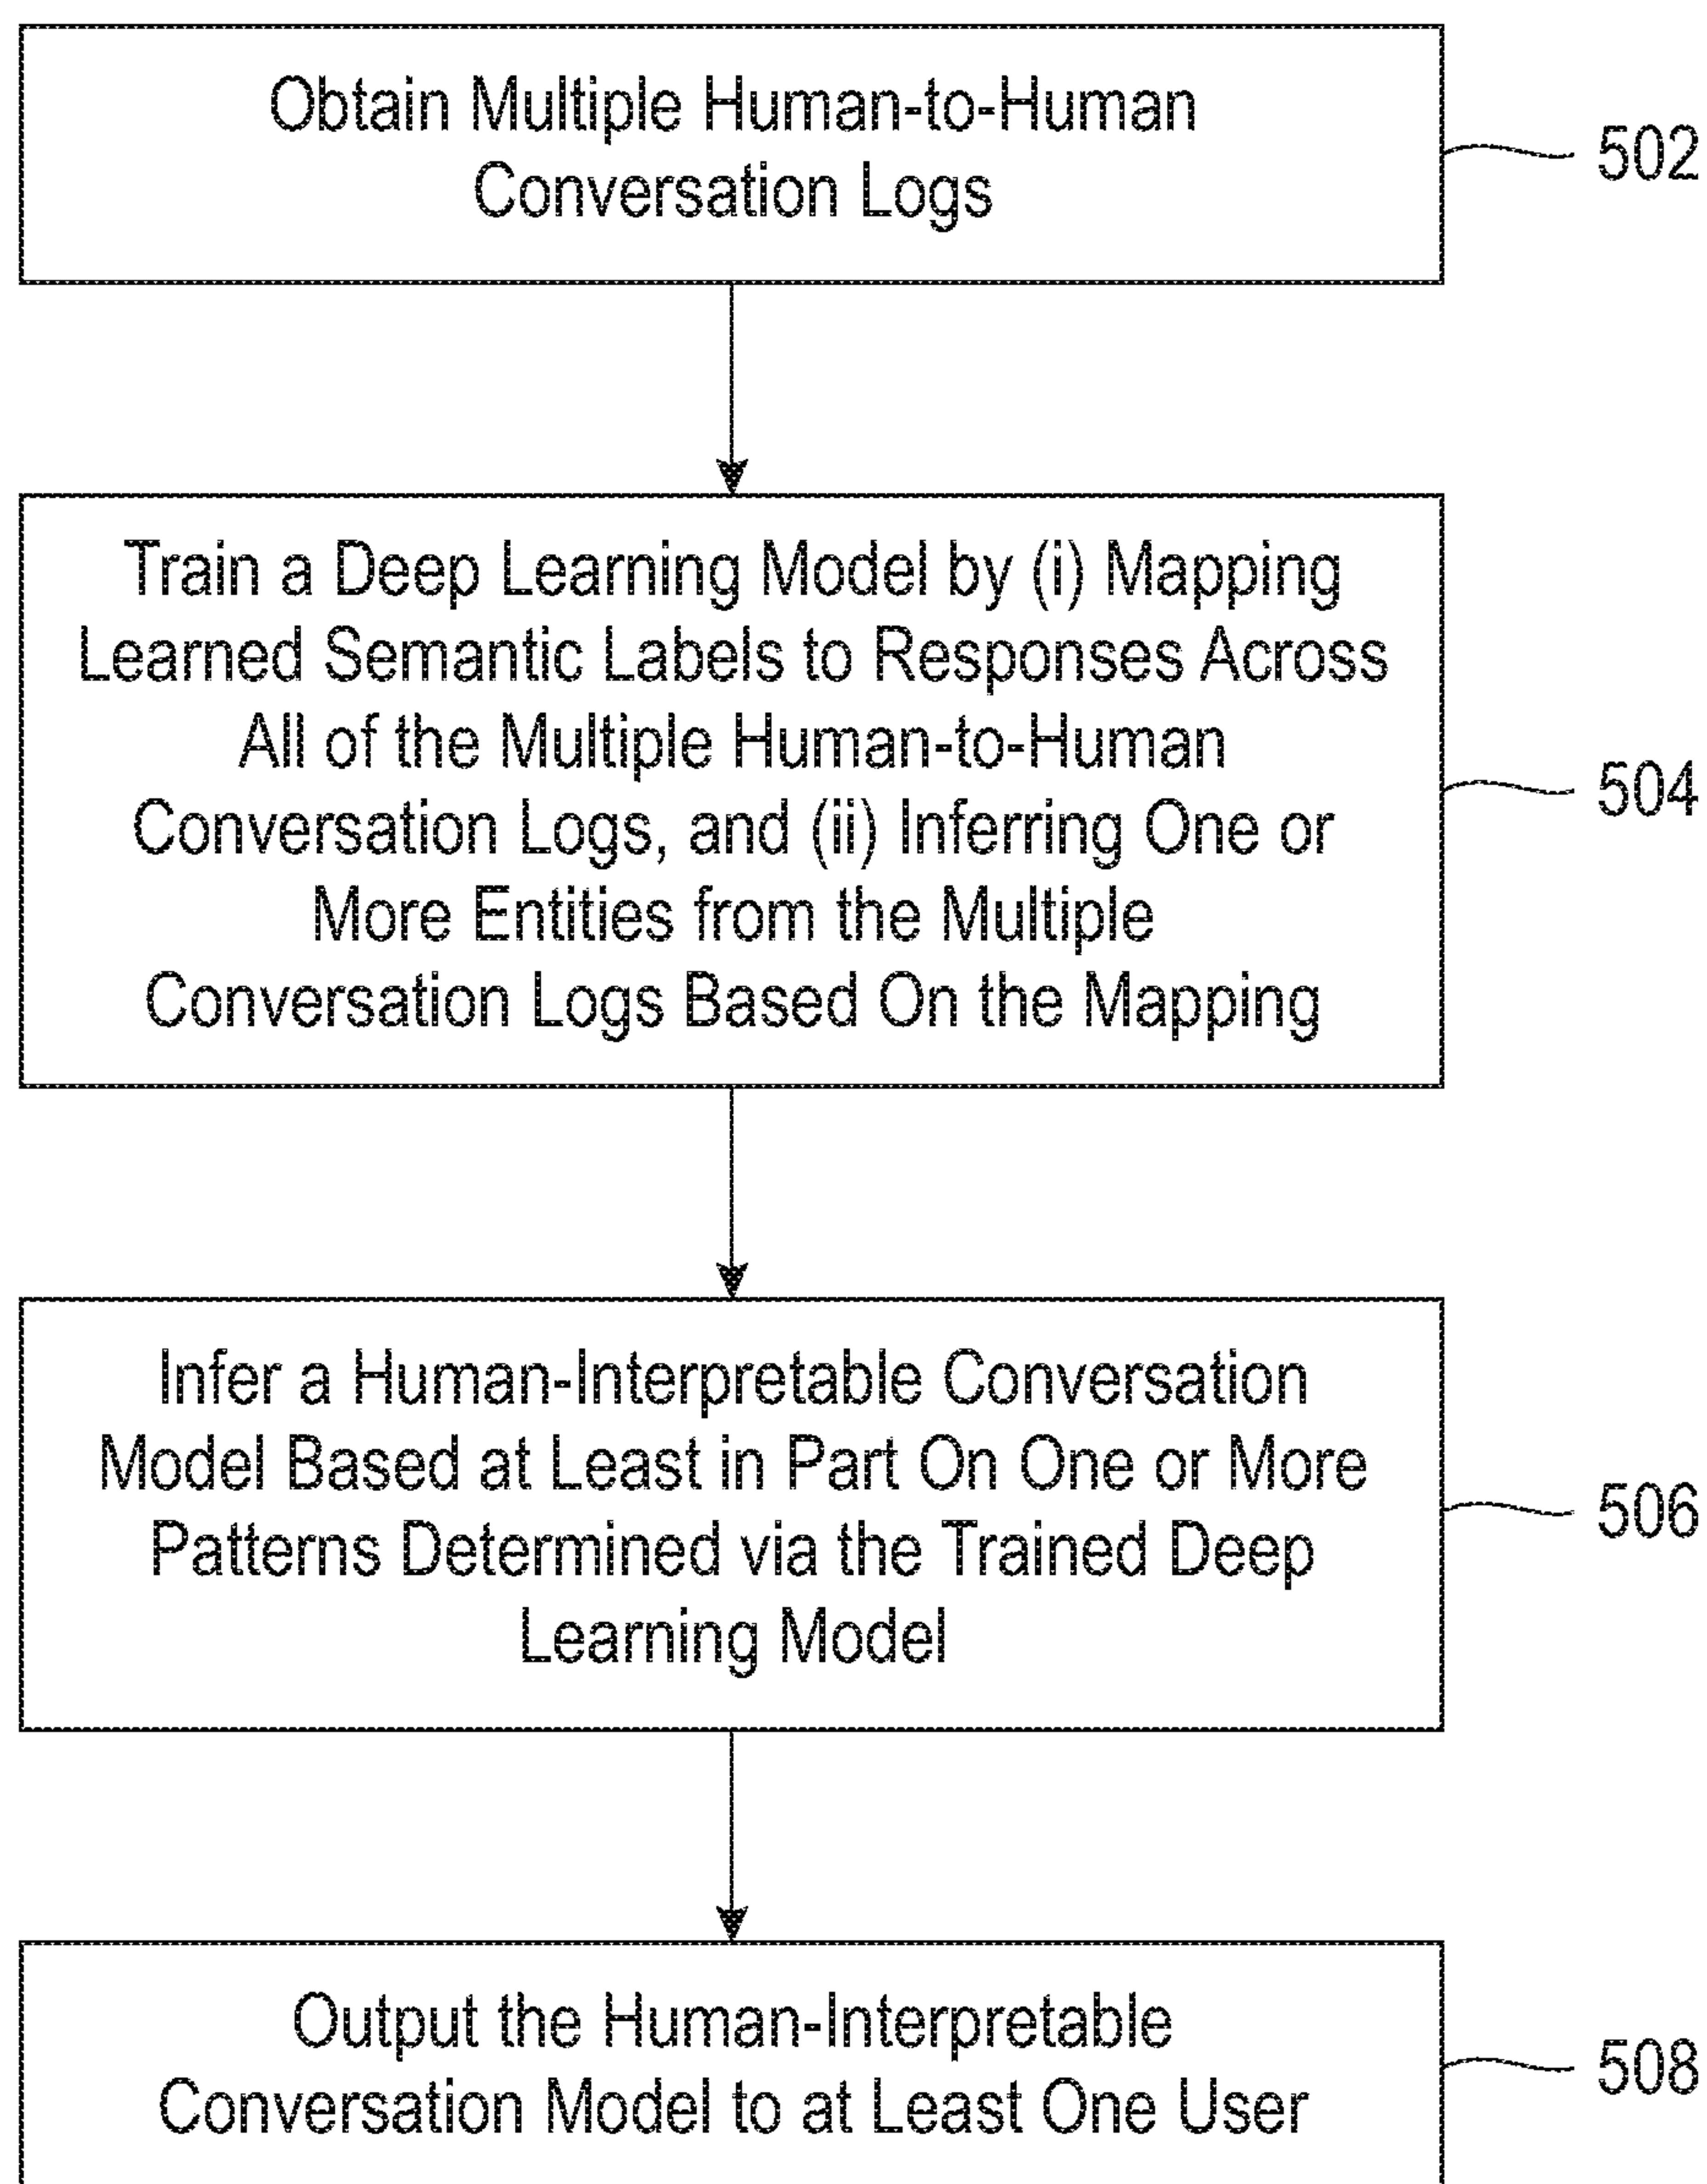 Obtain Multiple Human-to-Human
Conversation Logs
502
Train a Deep Learning Model by (i) Mapping
Learned Semantic Labels to Responses Across
All of the Multiple Human-to-Human
Conversation Logs, and (ii) Inferring One or
More Entities from the Multiple
Conversation Logs Based On the Mapping
504
Infer a Human-Interpretable Conversation
Model Based at Least in Part On One or More
Patterns Determined via the Trained Deep
Learning Model
506
Output the Human-Interpretable
Conversation Model to at Least One User
508